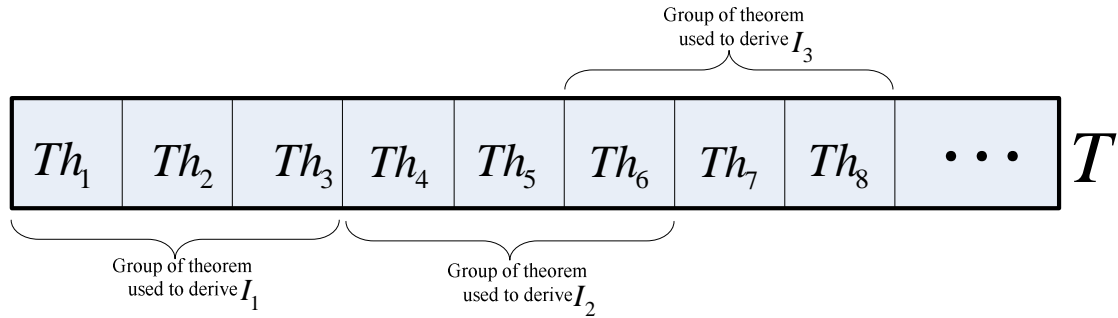 Group of theorem
used to derive I₃
Th₁ Th₂ Th₃ Th₄ Th₅ Th₆ Th₇ Th₈ ••• T
Group of theorem
used to derive I₁
Group of theorem
used to derive I₂